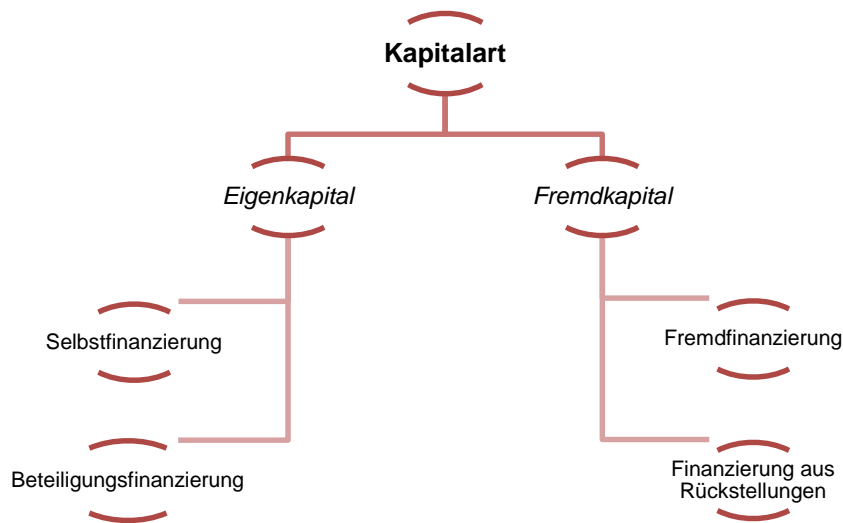 Kapitalart
Eigenkapital
Fremdkapital
Selbstfinanzierung
Fremdfinanzierung
Beteiligungsfinanzierung
Finanzierung aus
Rückstellungen